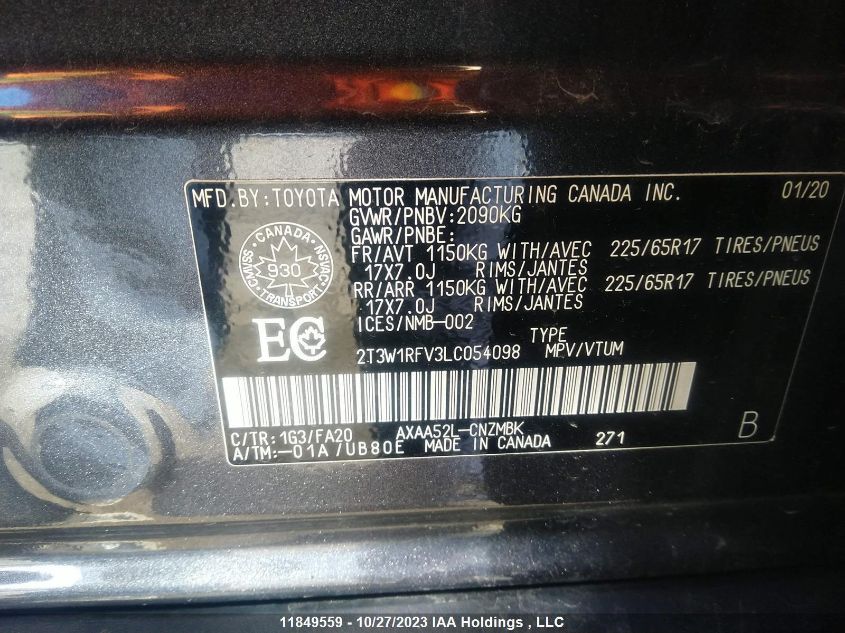 MFD.BY:TOYOTA MOTOR MANUFACTURING CANADA INC. 01/20
GVWR/PNBV:2090KG
GAWR/PNBE:
FR/AVT 1150KG WITH/AVEC 225/65R17 TIRES/PNEUS
17X7.0J RIMS/JANTES
RR/ARR 1150KG WITH/AVEC 225/65R17 TIRES/PNEUS
17X7.0J RIMS/JANTES
ICES/NMB-002
CANADA
CMVSS
NSVAC
930
TRANSPORT
EC
TYPE
2T3W1RFV3LC054098 MPV/VTUM
C/TR:1G3/FA20 AXAA52L-CNZMBK
A/TM:-01A/UB80E MADE IN CANADA 271 B
11849559 - 10/27/2023 IAA Holdings , LLC